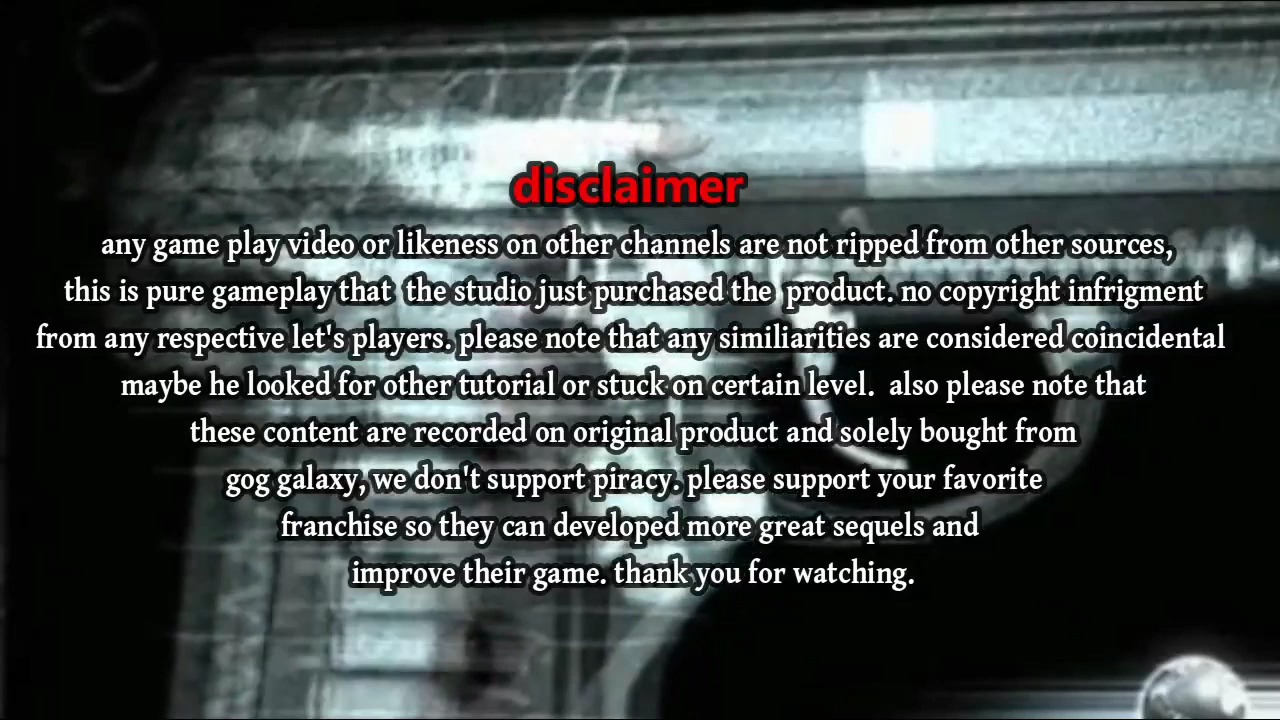 disclaimer
any game play video or likeness on other channels are not ripped from other sources,
this is pure gameplay that the studio just purchased the product. no copyright infrigment
from any respective let's players. please note that any similiarities are considered coincidental
maybe he looked for other tutorial or stuck on certain level. also please note that
these content are recorded on original product and solely bought from
gog galaxy, we don't support piracy. please support your favorite
franchise so they can developed more great sequels and
improve their game. thank you for watching.